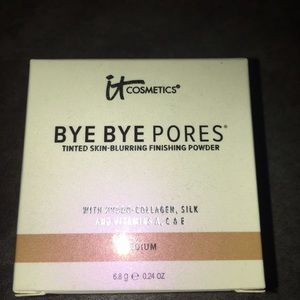 it COSMETICS®
BYE BYE PORES®
TINTED SKIN-BLURRING FINISHING POWDER
WITH HYDRO-COLLAGEN, SILK
AND VITAMINS A, C & E
6.8 g ℮ 0.24 OZ